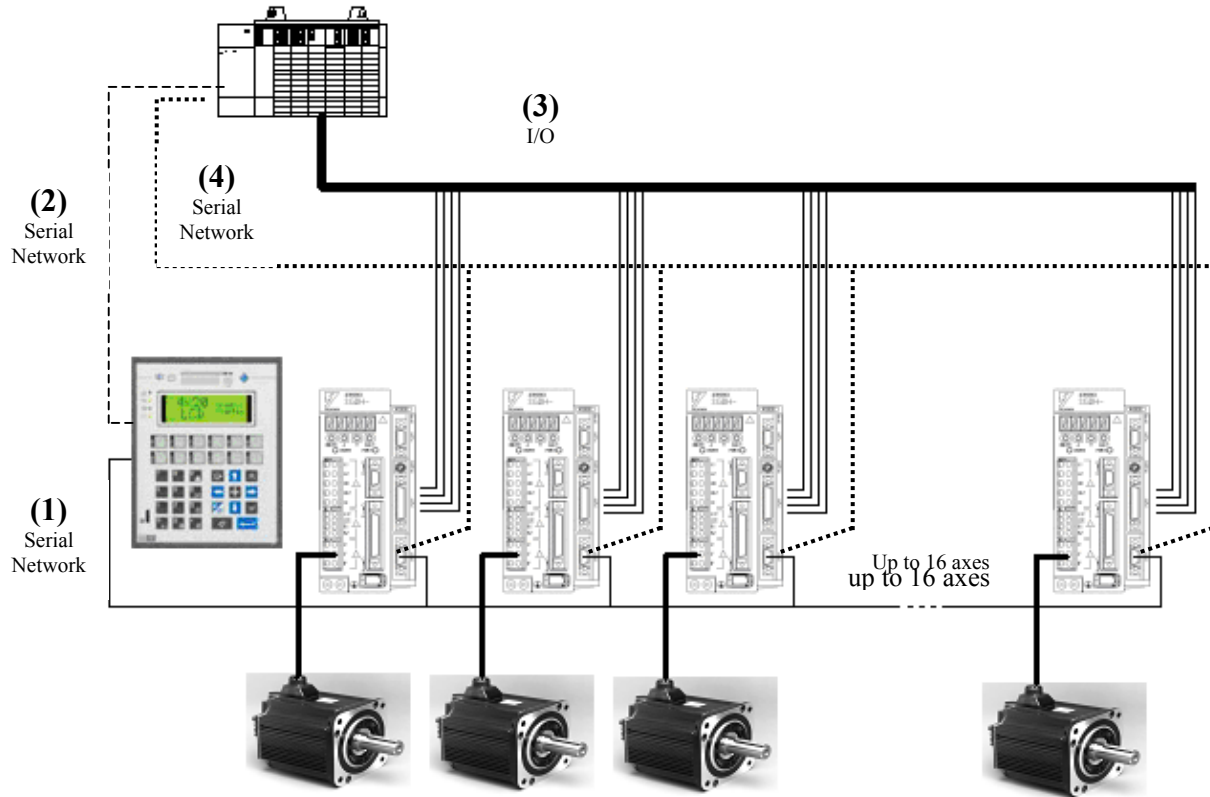 (3)
I/O
(4)
Serial
Network
(2)
Serial
Network
(1)
Serial
Network
Up to 16 axes
up to 16 axes